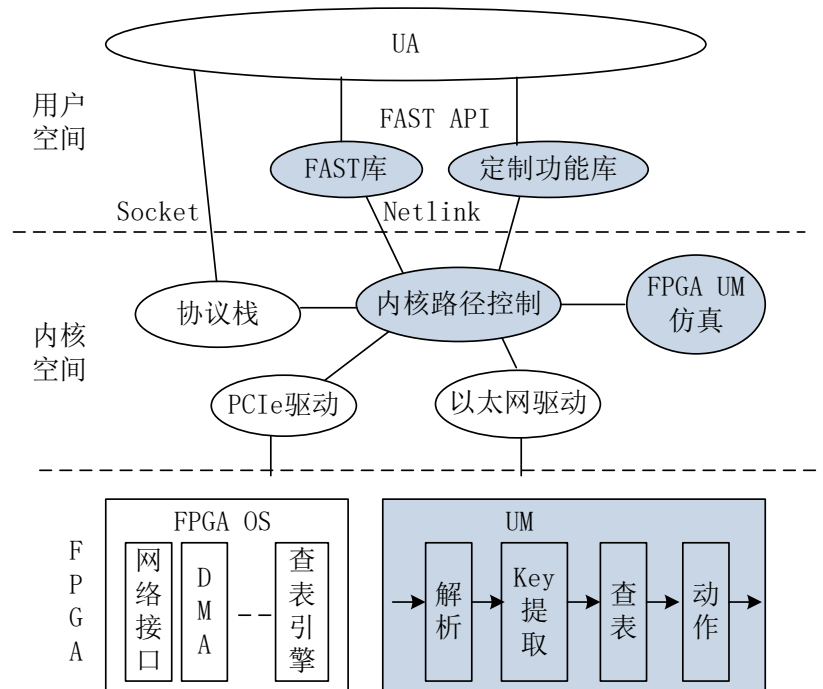 UA
用户
空间
FAST API
FAST库
定制功能库
Socket
Netlink
内核
空间
协议栈
内核路径控制
FPGA UM
仿真
PCIe驱动
以太网驱动
FPGA
FPGA OS
网络接口
DMA
查表引擎
UM
解析
Key
提取
查表
动作